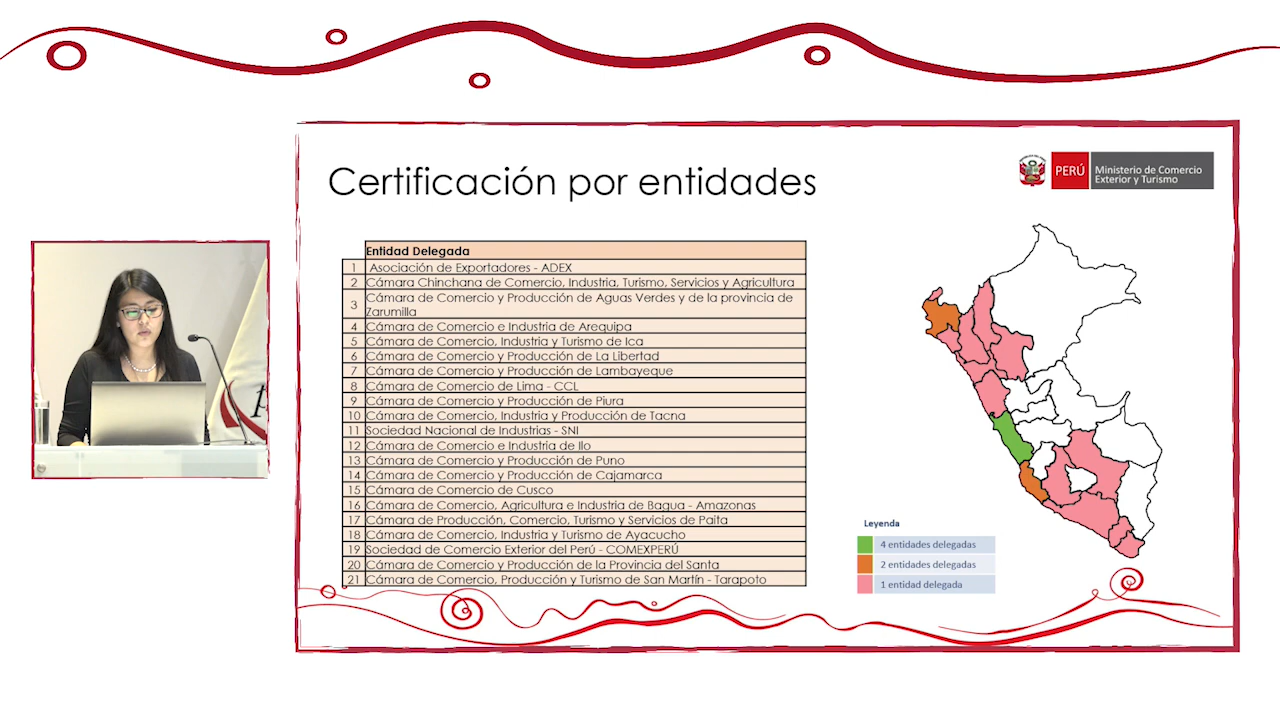 Certificación por entidades
PERÚ
Ministerio de Comercio
Exterior y Turismo
Entidad Delegada
1 Asociación de Exportadores - ADEX
2 Cámara Chinchana de Comercio, Industria, Turismo, Servicios y Agricultura
3 Cámara de Comercio y Producción de Aguas Verdes y de la provincia de
Zarumilla
4 Cámara de Comercio e Industria de Arequipa
5 Cámara de Comercio, Industria y Turismo de Ica
6 Cámara de Comercio y Producción de La Libertad
7 Cámara de Comercio y Producción de Lambayeque
8 Cámara de Comercio de Lima - CCL
9 Cámara de Comercio y Producción de Piura
10 Cámara de Comercio, Industria y Producción de Tacna
11 Sociedad Nacional de Industrias - SNI
12 Cámara de Comercio e Industria de Ilo
13 Cámara de Comercio y Producción de Puno
14 Cámara de Comercio y Producción de Cajamarca
15 Cámara de Comercio de Cusco
16 Cámara de Comercio, Agricultura e Industria de Bagua - Amazonas
17 Cámara de Producción, Comercio, Turismo y Servicios de Paita
18 Cámara de Comercio, Industria y Turismo de Ayacucho
19 Sociedad de Comercio Exterior del Perú - COMEXPERÚ
20 Cámara de Comercio y Producción de la Provincia del Santa
21 Cámara de Comercio, Producción y Turismo de San Martín - Tarapoto
Leyenda
4 entidades delegadas
2 entidades delegadas
1 entidad delegada